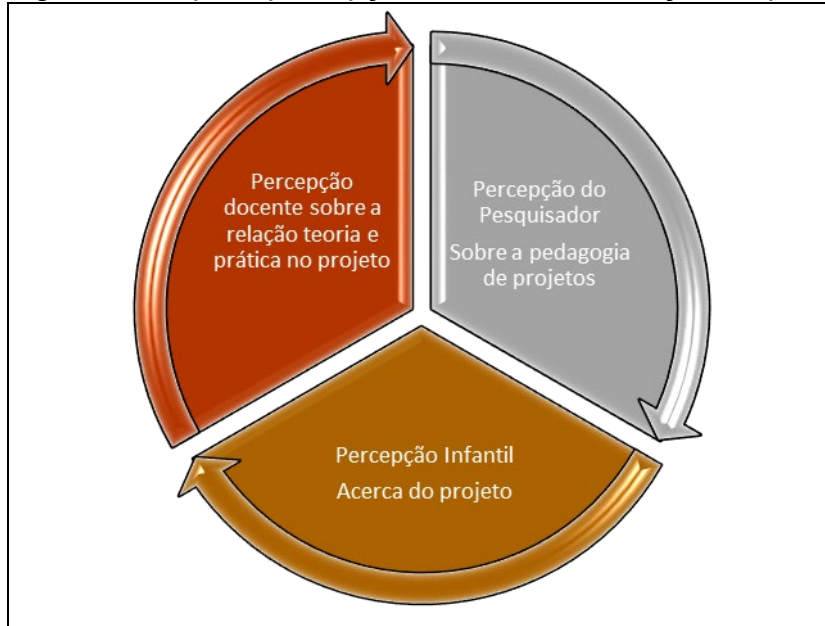 Percepção
docente sobre a
relação teoria e
prática no projeto
Percepção do
Pesquisador
Sobre a pedagogia
de projetos
Percepção Infantil
Acerca do projeto